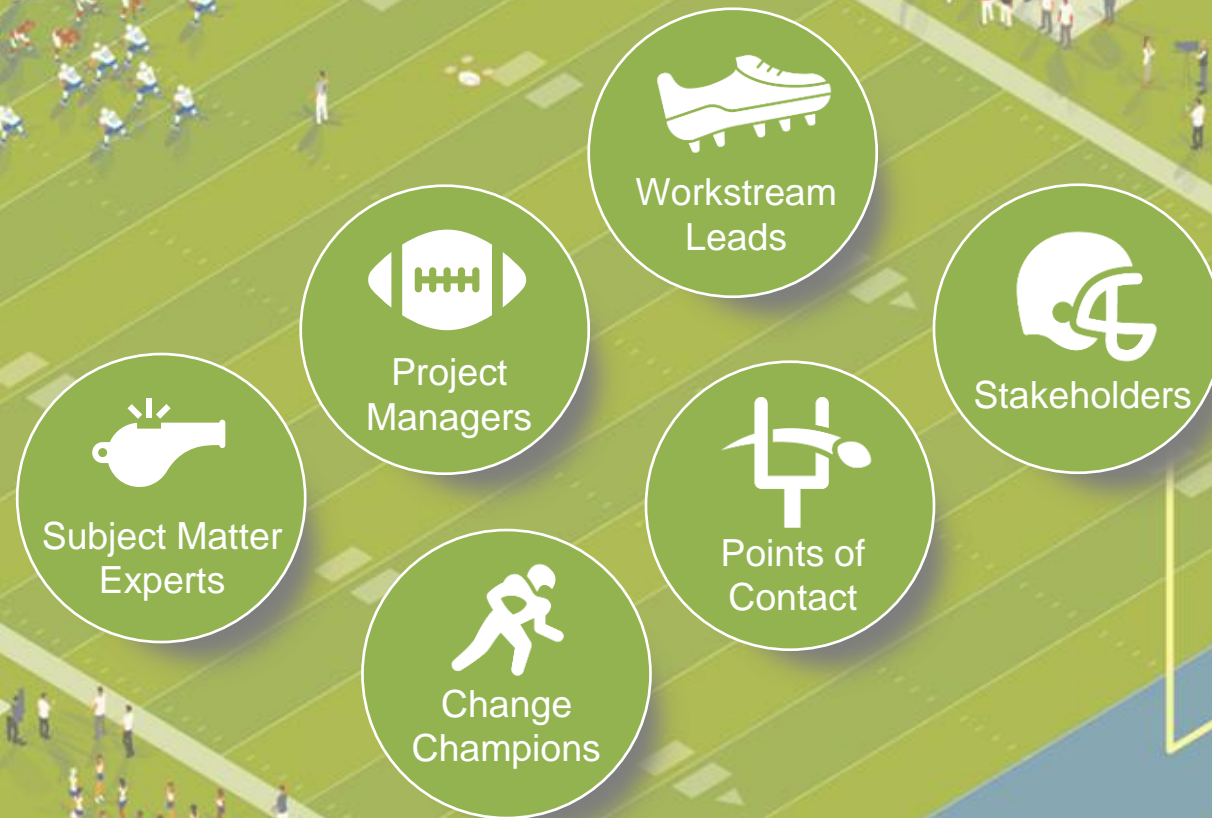 Workstream
Leads
Project
Managers
Stakeholders
Subject Matter
Experts
Points of
Contact
Change
Champions